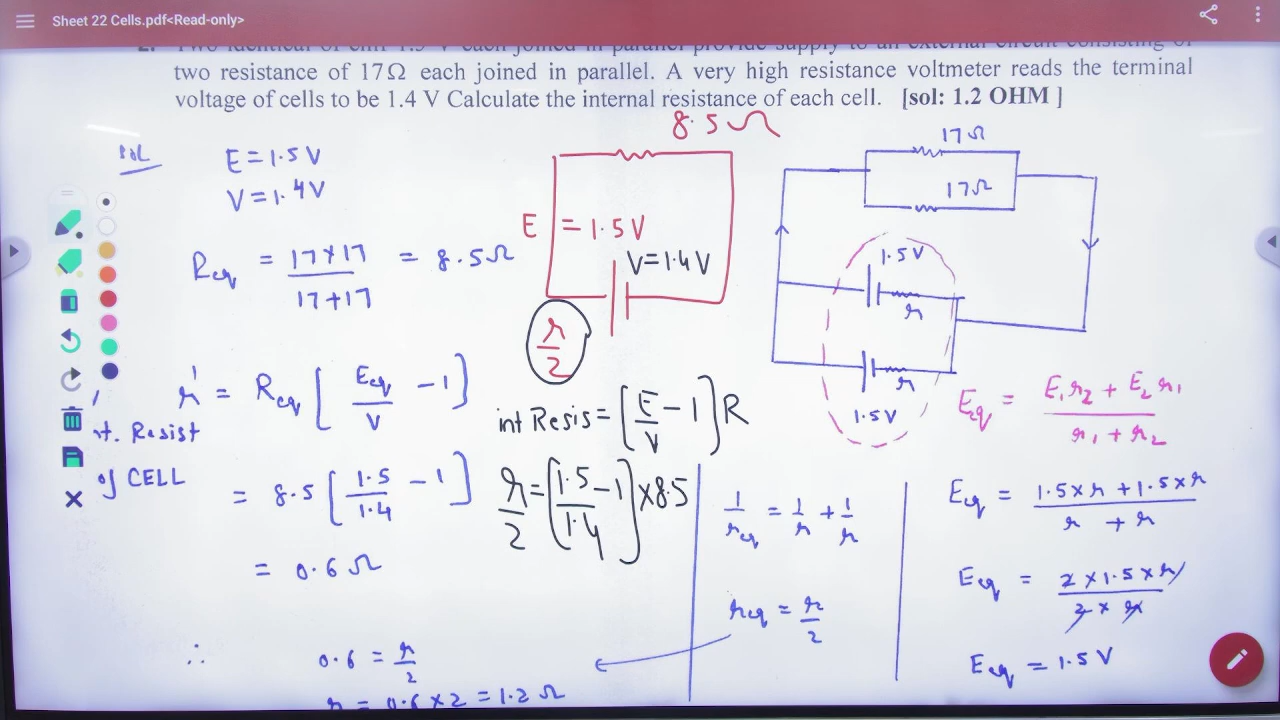 Sheet 22 Cells.pdf<Read-only>
two resistance of 17Ω each joined in parallel. A very high resistance voltmeter reads the terminal
voltage of cells to be 1.4 V Calculate the internal resistance of each cell. [sol: 1.2 OHM ]
Sol
E = 1.5 V
V = 1.4 V
Req = 17×17 / 17+17 = 8.5 Ω
r' = Req [ Eeq / V - 1 ]
nt. Resist
of CELL
= 8.5 [ 1.5 / 1.4 - 1 ]
= 0.6 Ω
∴ 0.6 = r / 2
r = 0.6 × 2 = 1.2 Ω
8.5 Ω
E = 1.5 V
V = 1.4 V
r / 2
int Resis = [ E / V - 1 ] R
r / 2 = [ 1.5 / 1.4 - 1 ] × 8.5
1 / req = 1 / r + 1 / r
req = r / 2
17 Ω
17 Ω
1.5 V
r
r
1.5 V
Eeq = E₁r₂ + E₂r₁ / r₁ + r₂
Eeq = 1.5×r + 1.5×r / r + r
Eeq = 2 × 1.5 × r / 2 × r
Eeq = 1.5 V